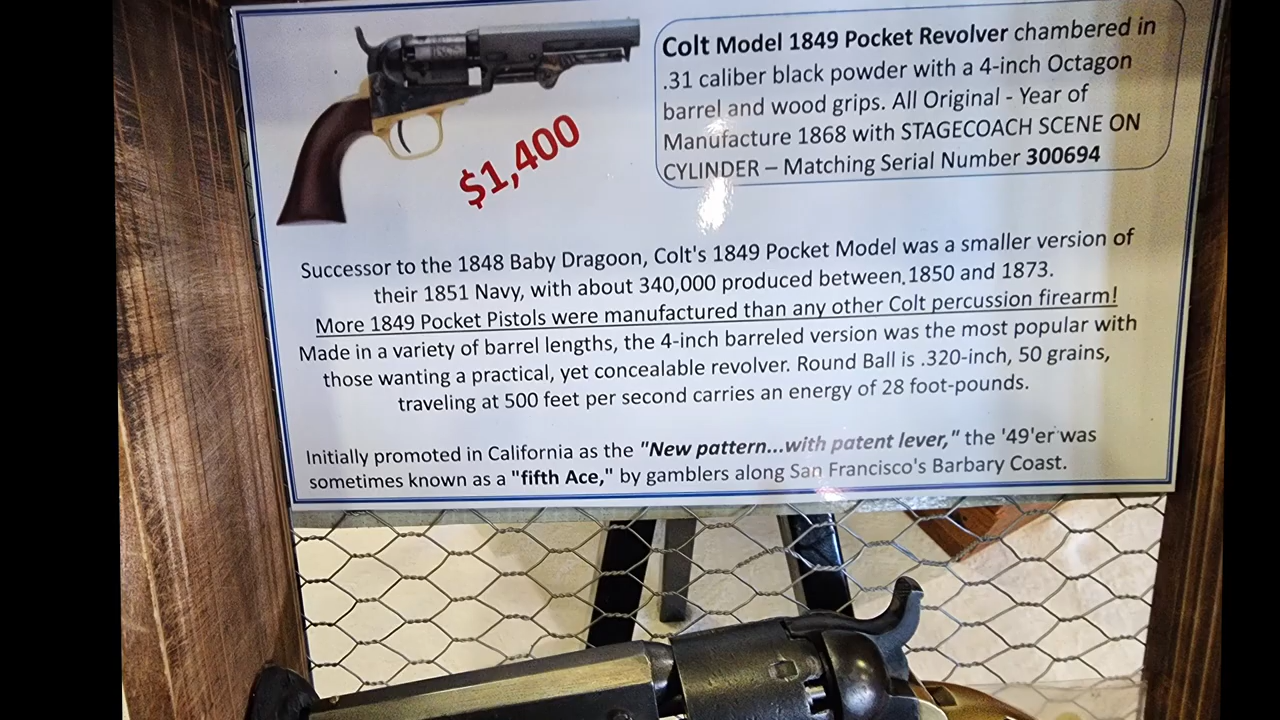 Colt Model 1849 Pocket Revolver chambered in
.31 caliber black powder with a 4-inch Octagon
barrel and wood grips. All Original - Year of
Manufacture 1868 with STAGECOACH SCENE ON
CYLINDER – Matching Serial Number 300694
$1,400
Successor to the 1848 Baby Dragoon, Colt's 1849 Pocket Model was a smaller version of
their 1851 Navy, with about 340,000 produced between 1850 and 1873.
More 1849 Pocket Pistols were manufactured than any other Colt percussion firearm!
Made in a variety of barrel lengths, the 4-inch barreled version was the most popular with
those wanting a practical, yet concealable revolver. Round Ball is .320-inch, 50 grains,
traveling at 500 feet per second carries an energy of 28 foot-pounds.
Initially promoted in California as the "New pattern...with patent lever," the '49'er was
sometimes known as a "fifth Ace," by gamblers along San Francisco's Barbary Coast.